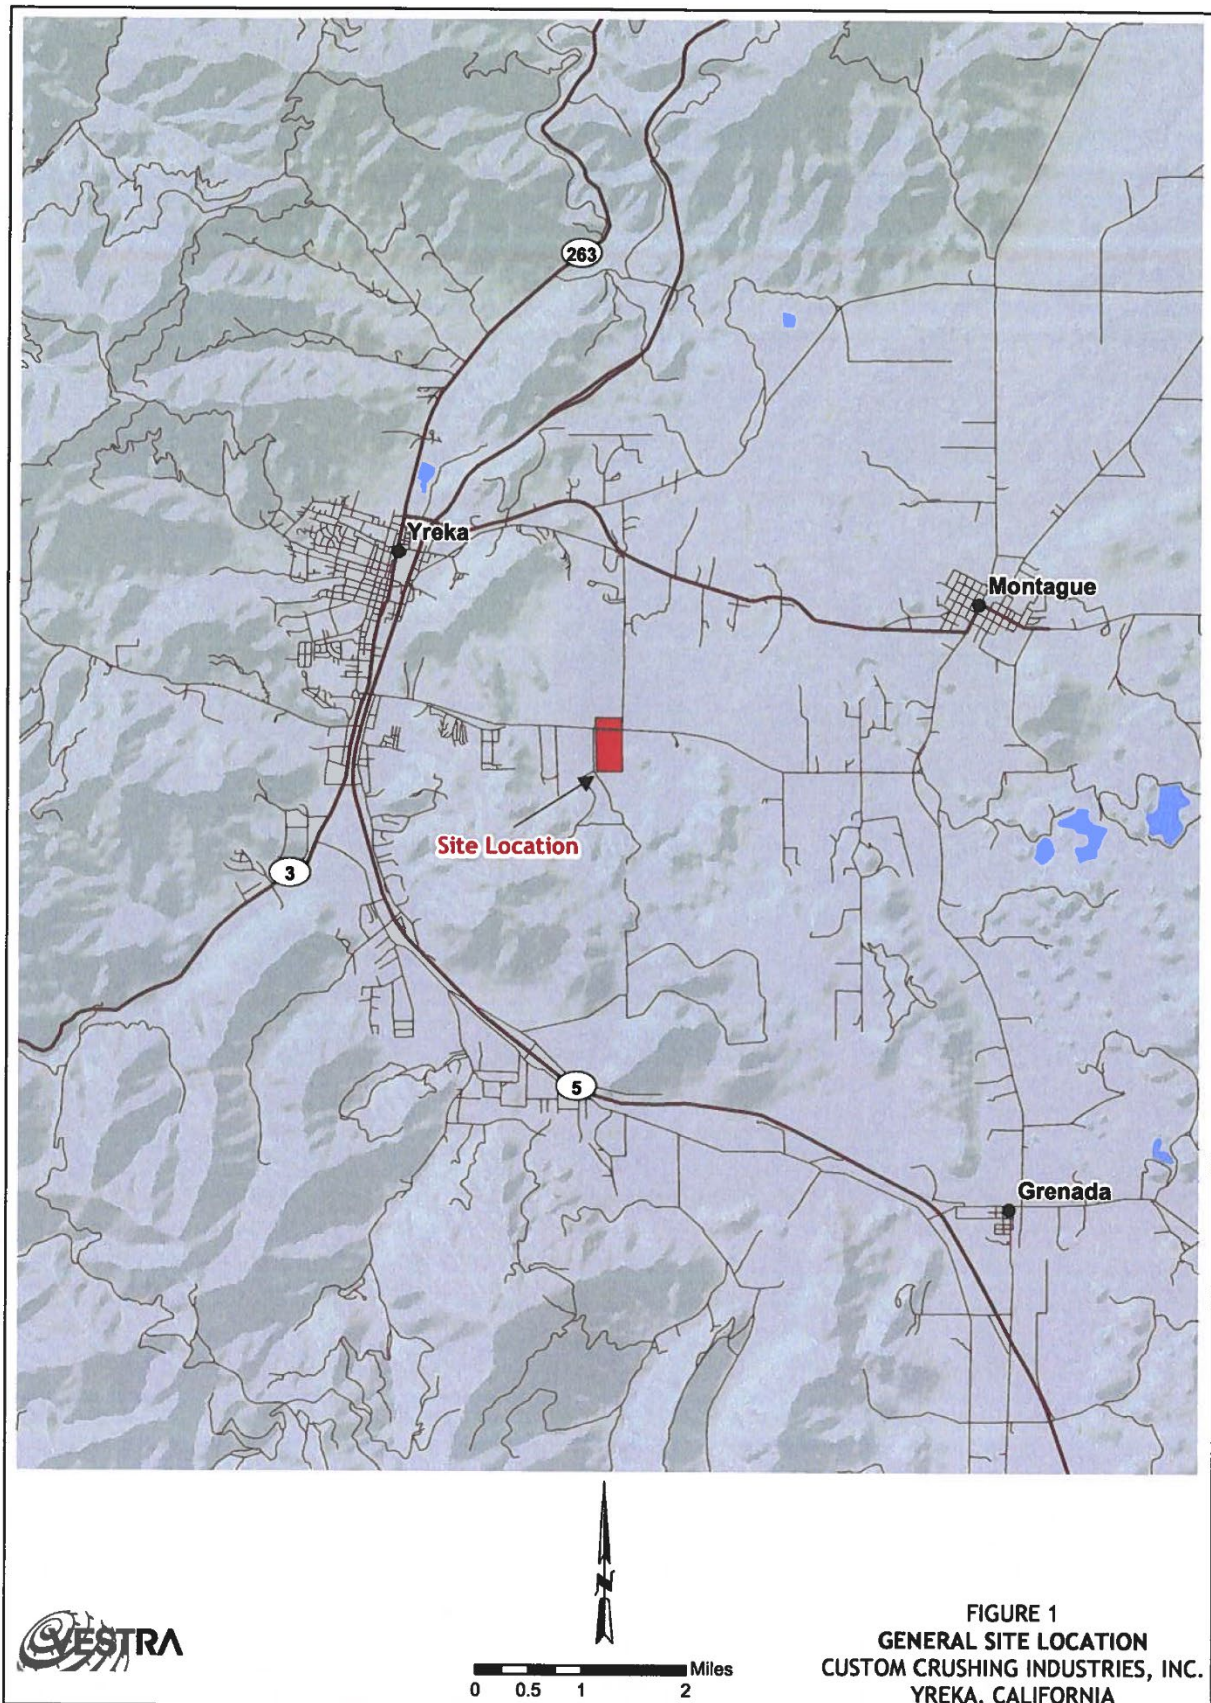 263
Yreka
Montague
Site Location
3
5
Grenada
N
VESTRA
Miles
0 0.5 1 2
FIGURE 1
GENERAL SITE LOCATION
CUSTOM CRUSHING INDUSTRIES, INC.
YREKA, CALIFORNIA